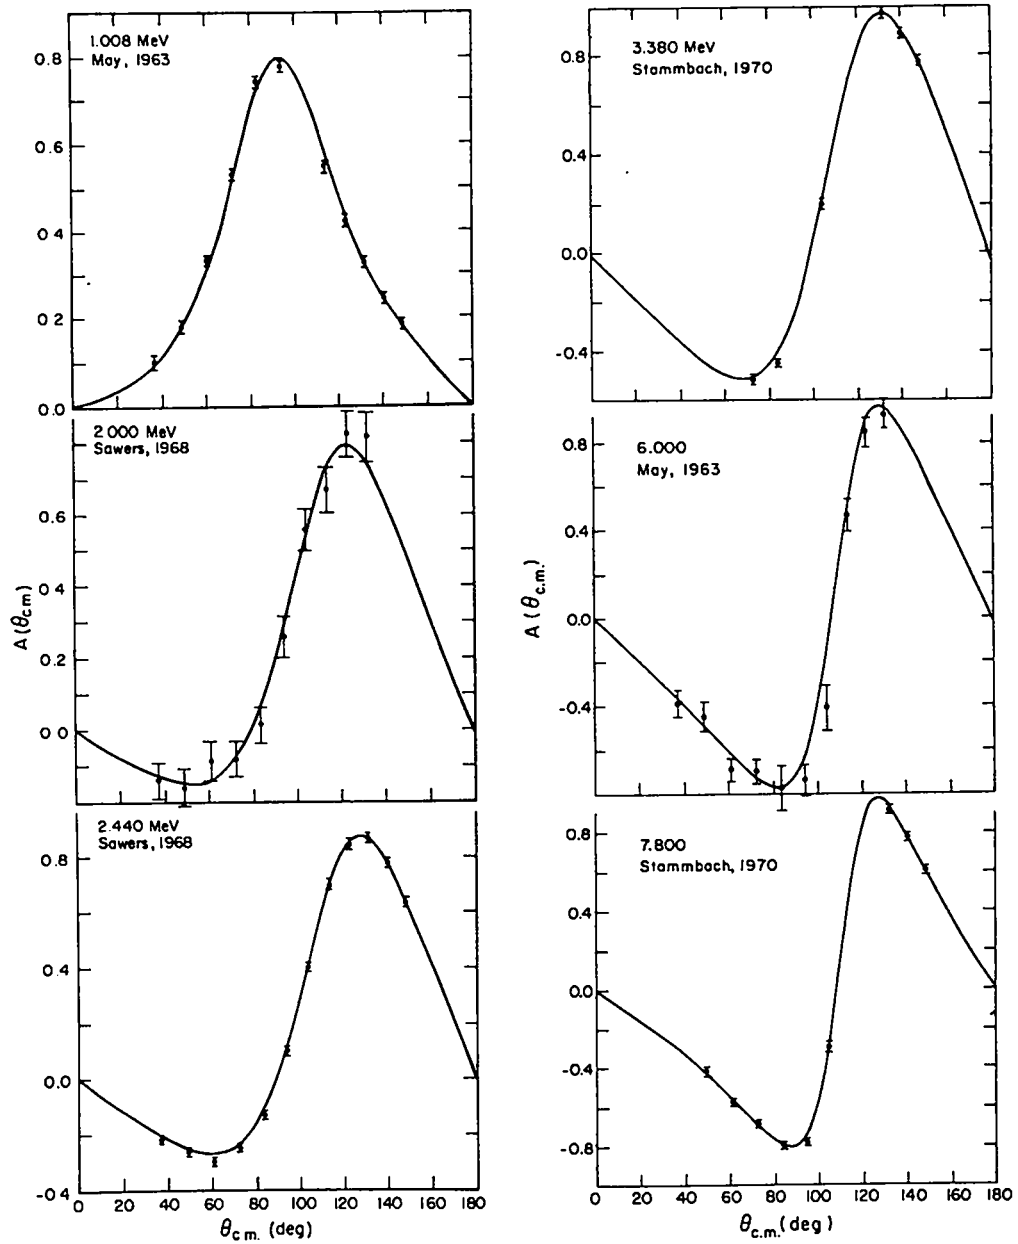 1.008 MeV
May, 1963
0.8
0.6
0 4
0 2
0.0
2.000 MeV
Sawers, 1968
0.6
0 4
0.2
0 0
A (θc m)
2.440 MeV
Sawers, 1968
0.8
0.4
0.0
-0 4
0 20 40 60 80 100 120 140 160 180
θc m. (deg)
3.380 MeV
Stammbach, 1970
0.8
0.4
0.0
-0.4
6.000
May, 1963
0.8
0.4
0.0
-0.4
A (θc.m.)
7.800
Stammbach, 1970
0.8
0.4
0.0
-0.4
-0.8
0 20 40 60 80 100 120 140 160 180
θc.m. (deg)